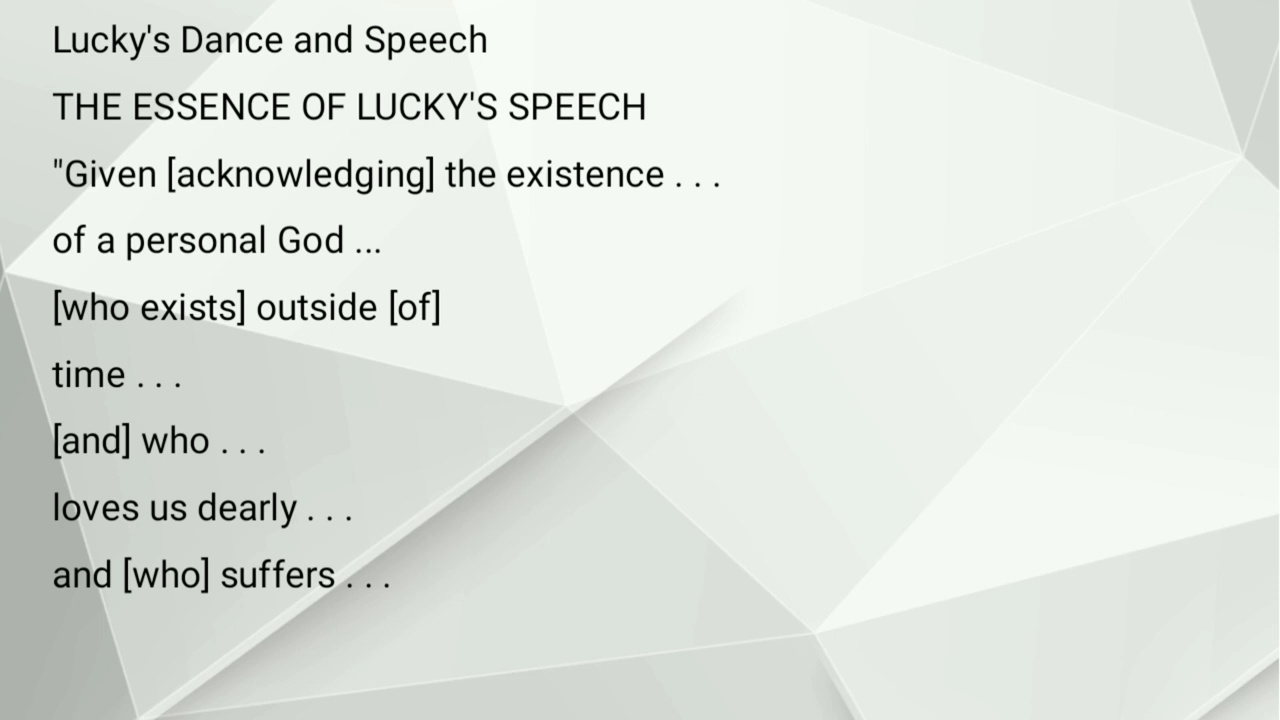 Lucky's Dance and Speech
THE ESSENCE OF LUCKY'S SPEECH
"Given [acknowledging] the existence . . .
of a personal God ...
[who exists] outside [of]
time . . .
[and] who . . .
loves us dearly . . .
and [who] suffers . . .